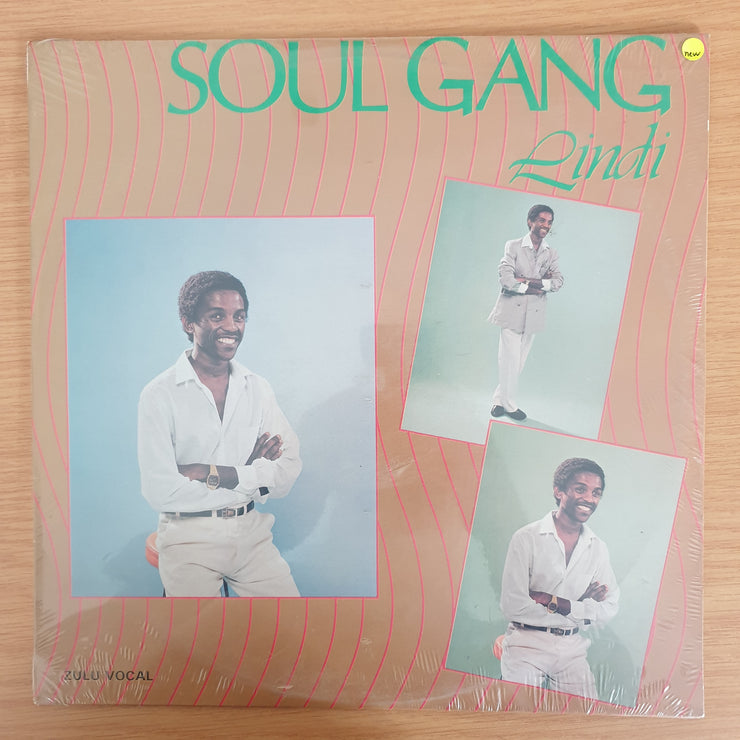 SOUL GANG
new
Lindi
ZULU VOCAL